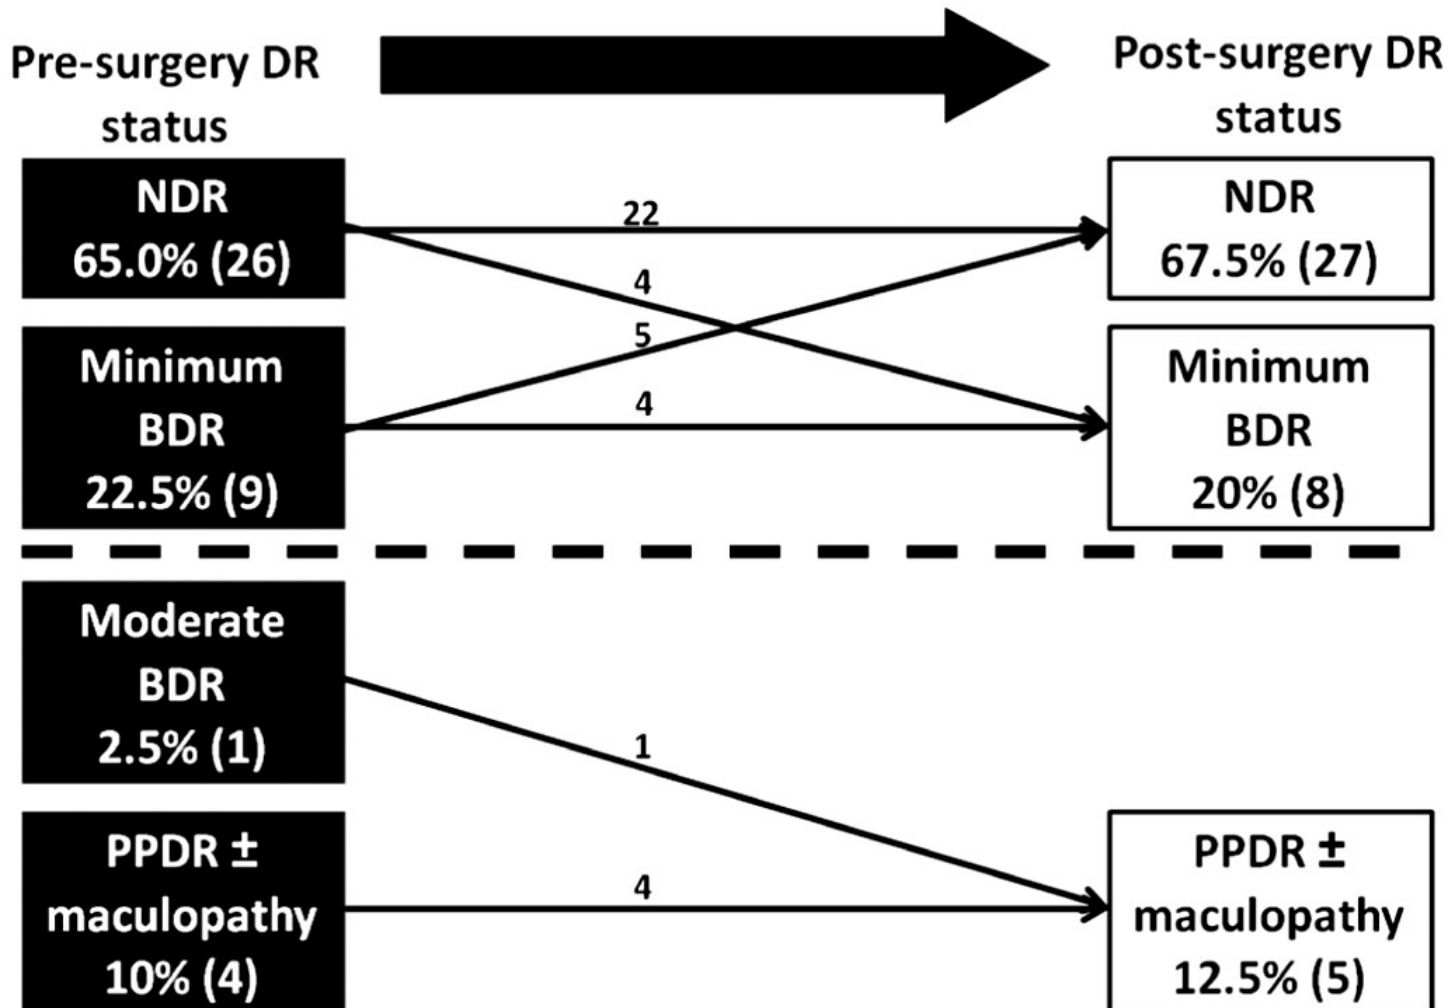 Pre-surgery DR
status
Post-surgery DR
status
NDR
65.0% (26)
22
NDR
67.5% (27)
4
5
Minimum
BDR
22.5% (9)
4
Minimum
BDR
20% (8)
Moderate
BDR
2.5% (1)
1
PPDR ±
maculopathy
10% (4)
4
PPDR ±
maculopathy
12.5% (5)